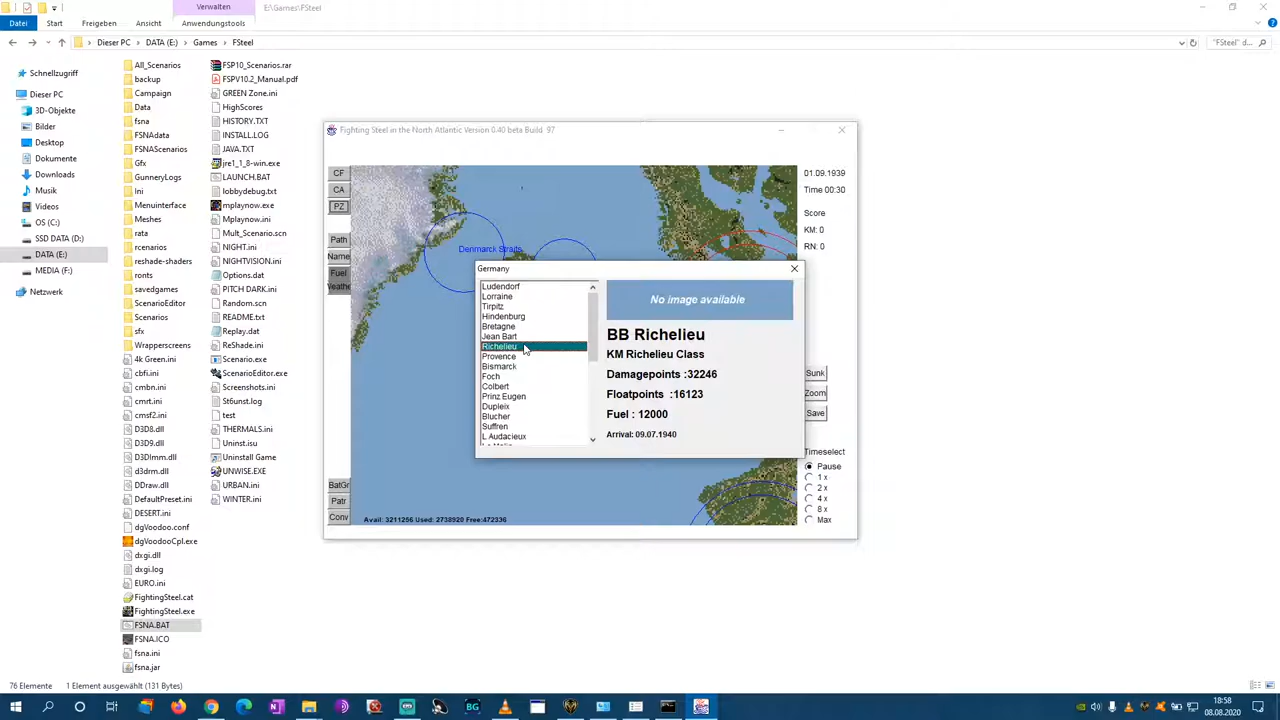 Verwalten
E:\Games\FSteel
Datei
Start
Freigeben
Ansicht
Anwendungstools
Dieser PC
DATA (E:)
Games
FSteel
"FSteel" d...
Schnellzugriff
Dieser PC
3D-Objekte
Bilder
Desktop
Dokumente
Downloads
Musik
Videos
OS (C:)
SSD DATA (D:)
DATA (E:)
MEDIA (F:)
Netzwerk
All_Scenarios
backup
Campaign
Data
fsna
FSNAdata
FSNAScenarios
Gfx
GunneryLogs
Ini
Menuinterface
Meshes
rata
rcenarios
reshade-shaders
ronts
savedgames
ScenarioEditor
Scenarios
sfx
Wrapperscreens
4k Green.ini
cbfi.ini
cmbn.ini
cmrt.ini
cmsf2.ini
D3D8.dll
D3D9.dll
D3DImm.dll
d3drm.dll
DDraw.dll
DefaultPreset.ini
DESERT.ini
dgVoodoo.conf
dgVoodooCpl.exe
dxgi.dll
dxgi.log
EURO.ini
FightingSteel.cat
FightingSteel.exe
FSNA.BAT
FSNA.ICO
fsna.ini
fsna.jar
FSP10_Scenarios.rar
FSPV10.2_Manual.pdf
GREEN Zone.ini
HighScores
HISTORY.TXT
INSTALL.LOG
JAVA.TXT
jre1_1_8-win.exe
LAUNCH.BAT
lobbydebug.txt
mplaynow.exe
Mplaynow.ini
Mult_Scenario.scn
NIGHT.ini
NIGHTVISION.ini
Options.dat
PITCH DARK.ini
Random.scn
README.txt
Replay.dat
ReShade.ini
Scenario.exe
ScenarioEditor.exe
Screenshots.ini
St6unst.log
test
THERMALS.ini
Uninst.isu
Uninstall Game
UNWISE.EXE
URBAN.ini
WINTER.ini
Fighting Steel in the North Atlantic Version 0.40 beta Build 97
CF
CA
PZ
Path
Name
Fuel
Weathe
BatGr
Patr
Conv
Denmarck Straits
Avail: 3211256 Used: 2738920 Free:472336
01.09.1939
Time 00:30
Score
KM: 0
RN: 0
Sunk
Zoom
Save
Timeselect
Pause
1 x
2 x
4 x
8 x
Max
Germany
Ludendorf
Lorraine
Tirpitz
Hindenburg
Bretagne
Jean Bart
Richelieu
Provence
Bismarck
Foch
Colbert
Prinz Eugen
Dupleix
Blucher
Suffren
L Audacieux
No image available
BB Richelieu
KM Richelieu Class
Damagepoints :32246
Floatpoints :16123
Fuel : 12000
Arrival: 09.07.1940
76 Elemente
1 Element ausgewählt (131 Bytes)
BG
18:58
08.08.2020